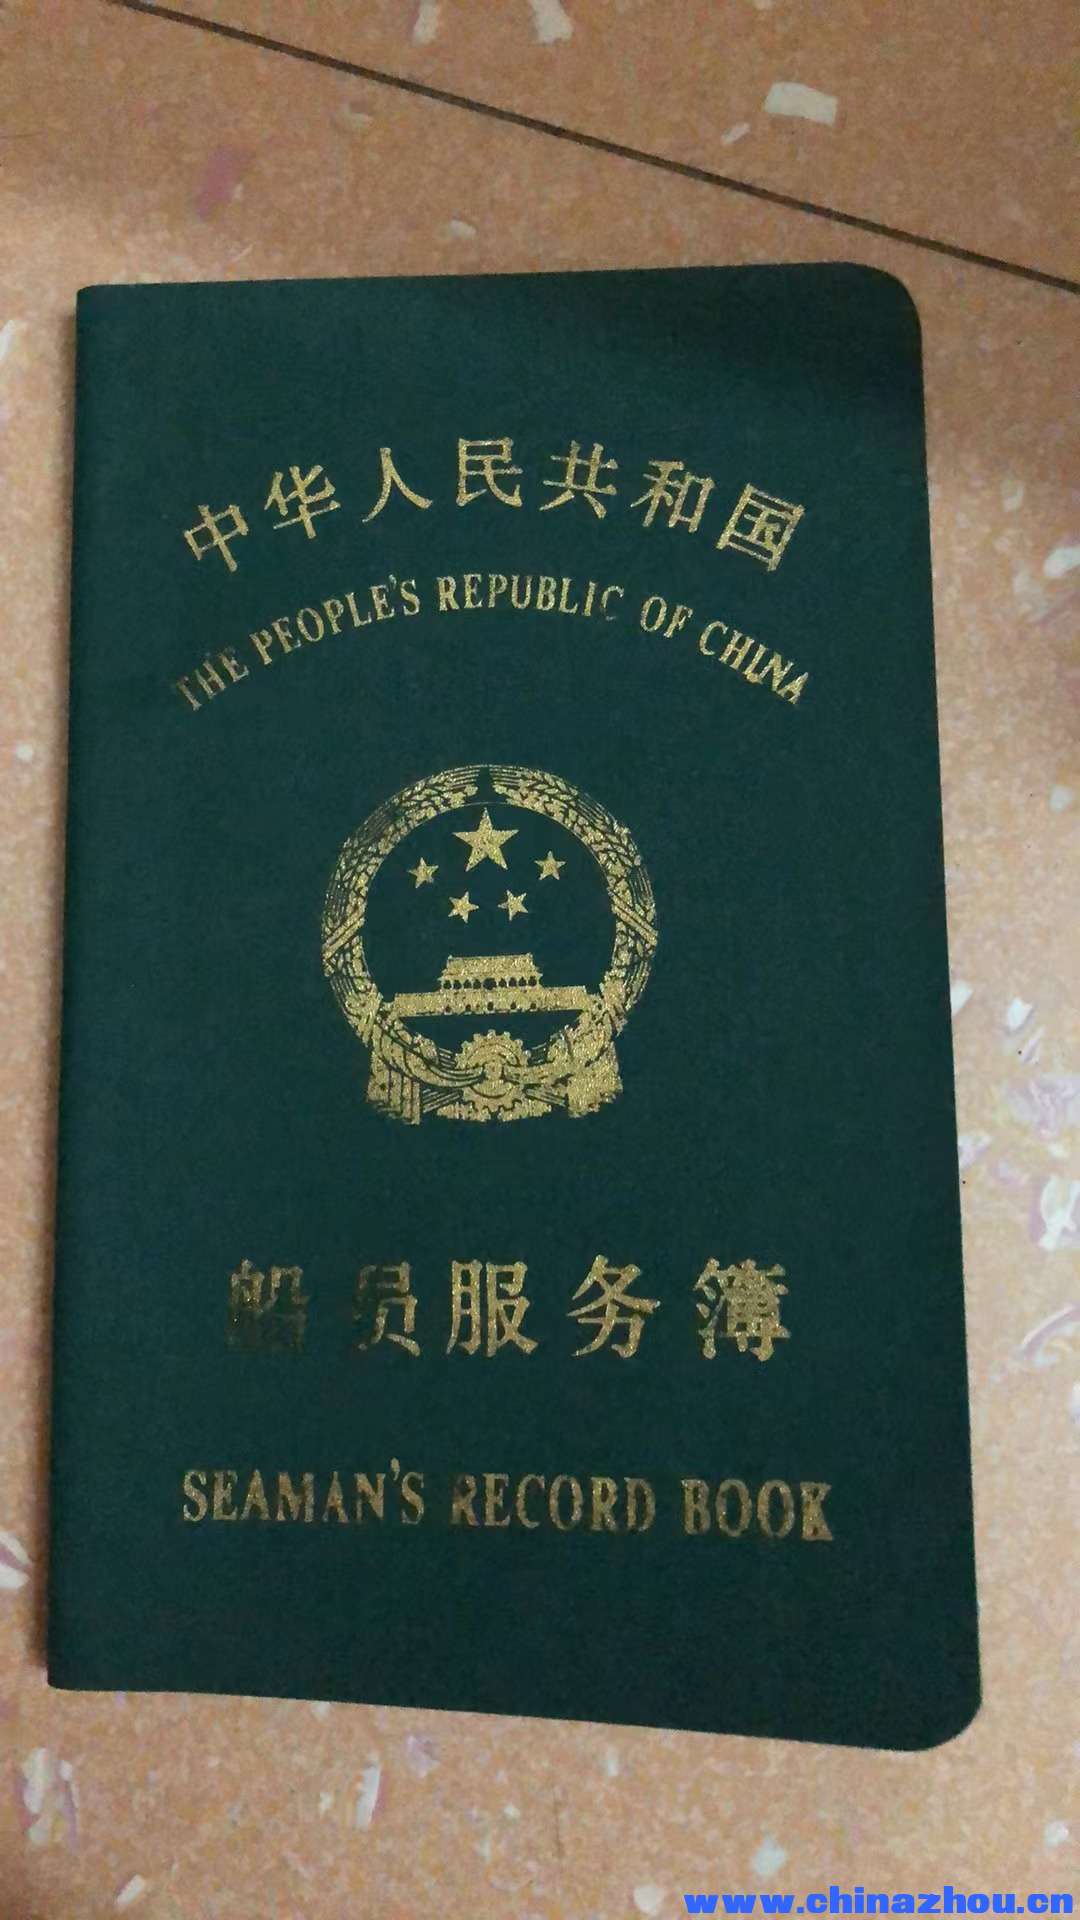 中华人民共和国
THE PEOPLE'S REPUBLIC OF CHINA
船员服务簿
SEAMAN'S RECORD BOOK
www.chinazhou.cn